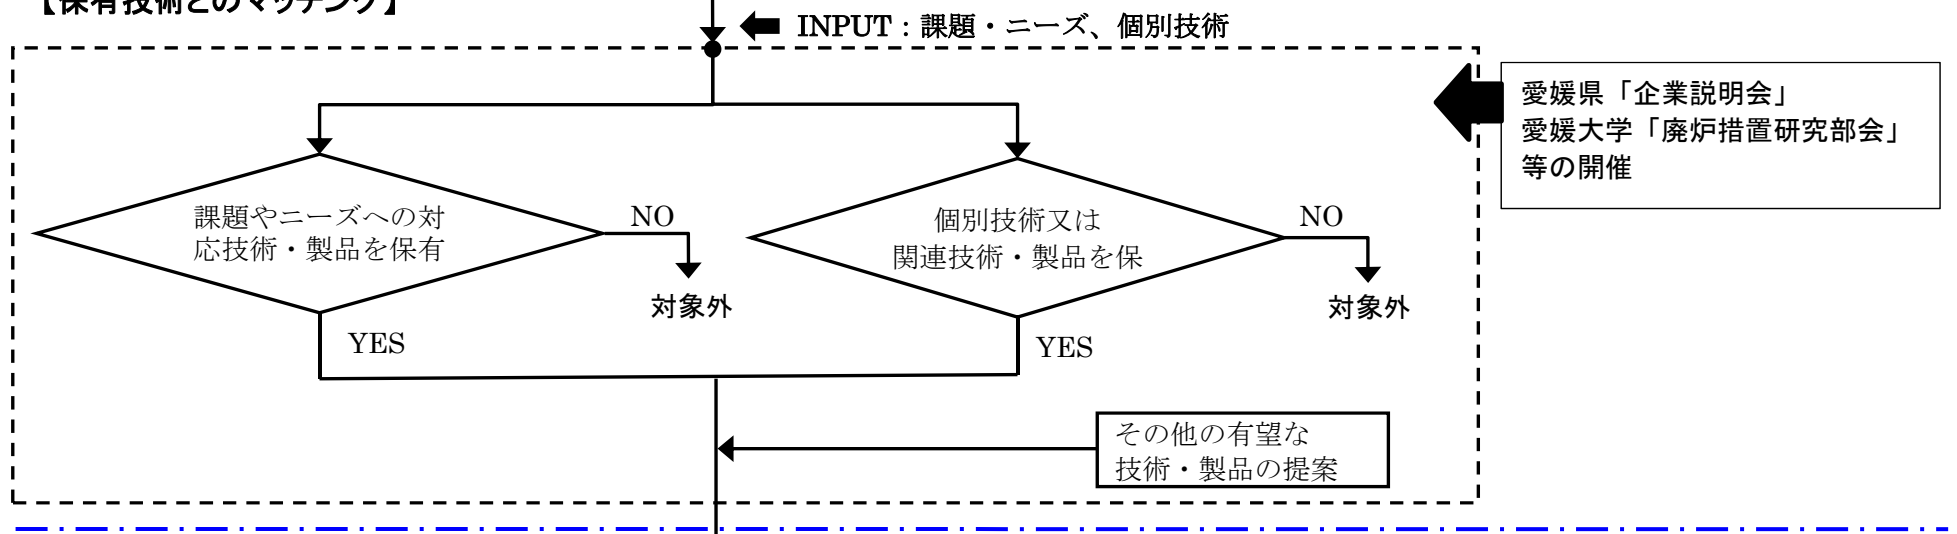 【保有技術とのマッチング】
INPUT：課題・ニーズ、個別技術
愛媛県「企業説明会」
愛媛大学「廃炉措置研究部会」
等の開催
課題やニーズへの対
応技術・製品を保有
NO
対象外
YES
個別技術又は
関連技術・製品を保
NO
対象外
YES
その他の有望な
技術・製品の提案